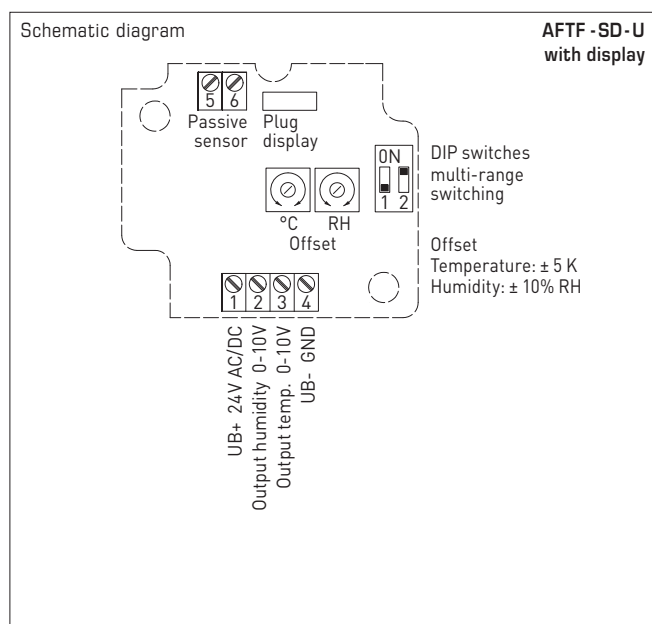 Schematic diagram
AFTF - SD - U
with display
5 6
Passive
sensor
Plug
display
ON
1 2
DIP switches
multi-range
switching
°C RH
Offset
Offset
Temperature: ± 5 K
Humidity: ± 10% RH
1 2 3 4
UB+ 24V AC/DC
Output humidity 0-10V
Output temp. 0-10V
UB- GND